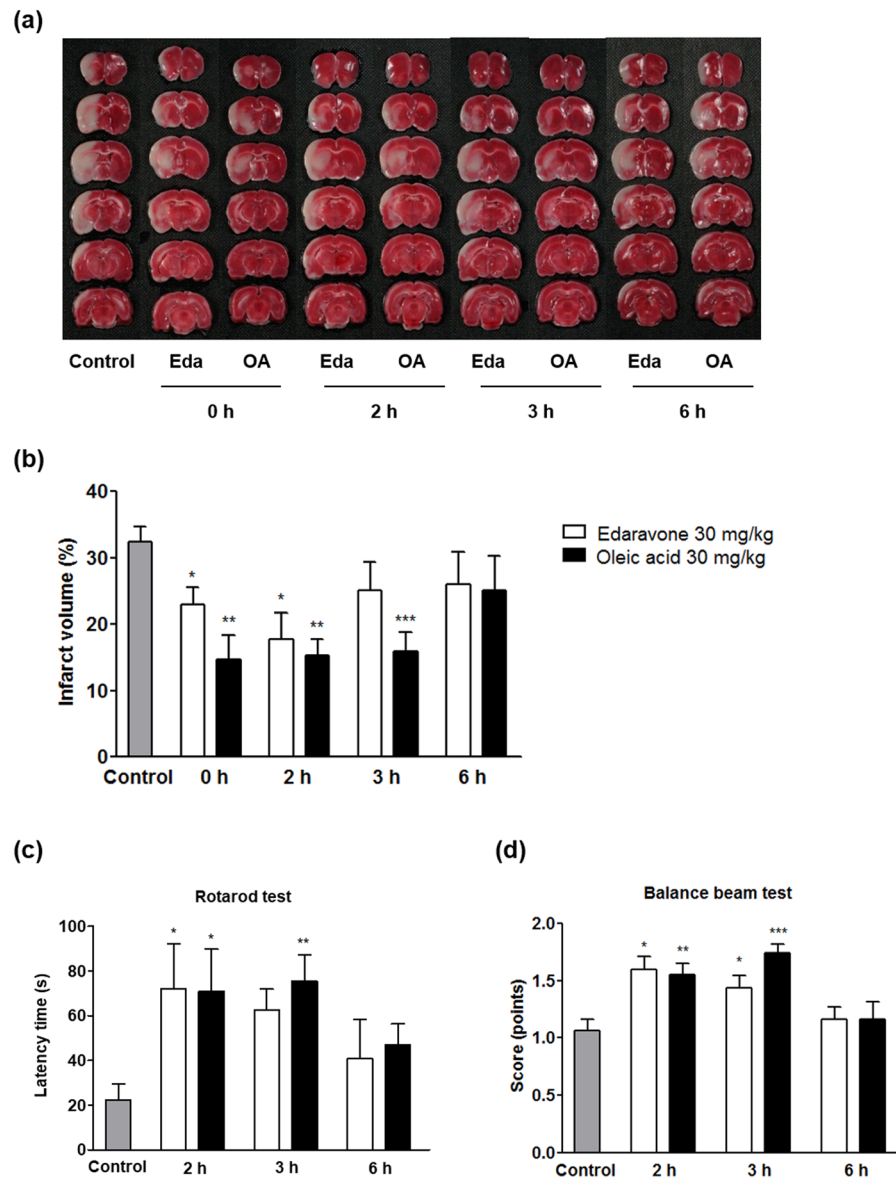 (a)
Control Eda OA Eda OA Eda OA Eda OA
0 h 2 h 3 h 6 h
(b)
Infarct volume (%)
40
30
20
10
0
* ** * ** ***
Control 0 h 2 h 3 h 6 h
Edaravone 30 mg/kg
Oleic acid 30 mg/kg
(c)
Rotarod test
Latency time (s)
100
80
60
40
20
0
* * **
Control 2 h 3 h 6 h
(d)
Balance beam test
Score (points)
2.0
1.5
1.0
0.5
0.0
* ** * ***
Control 2 h 3 h 6 h